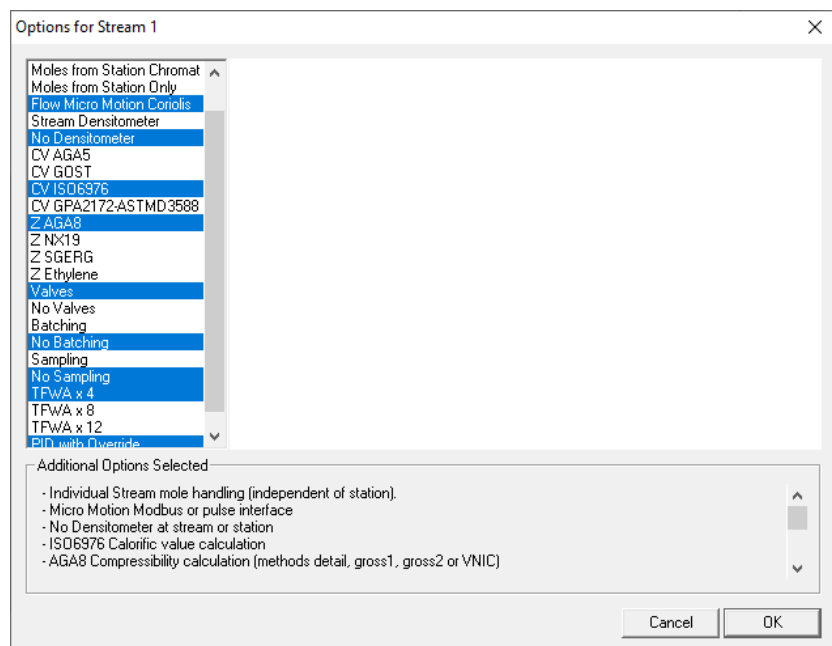 Options for Stream 1
Moles from Station Chromat
Moles from Station Only
Flow Micro Motion Coriolis
Stream Densitometer
No Densitometer
CV AGA5
CV GOST
CV ISO6976
CV GPA2172-ASTMD3588
Z AGA8
Z NX19
Z SGERG
Z Ethylene
Valves
No Valves
Batching
No Batching
Sampling
No Sampling
TFWA x 4
TFWA x 8
TFWA x 12
PID with Override
Additional Options Selected
- Individual Stream mole handling (independent of station).
- Micro Motion Modbus or pulse interface
- No Densitometer at stream or station
- ISO6976 Calorific value calculation
- AGA8 Compressibility calculation (methods detail, gross1, gross2 or VNIC)
Cancel OK